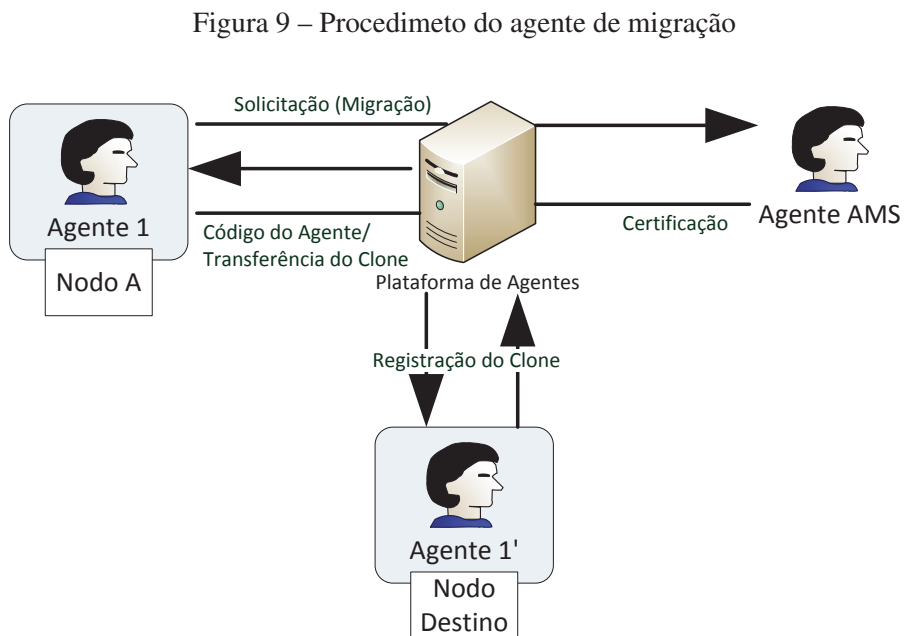 Figura 9 – Procedimeto do agente de migração
Solicitação (Migração)
Agente 1
Nodo A
Código do Agente/
Transferência do Clone
Certificação
Agente AMS
Plataforma de Agentes
Registração do Clone
Agente 1'
Nodo
Destino